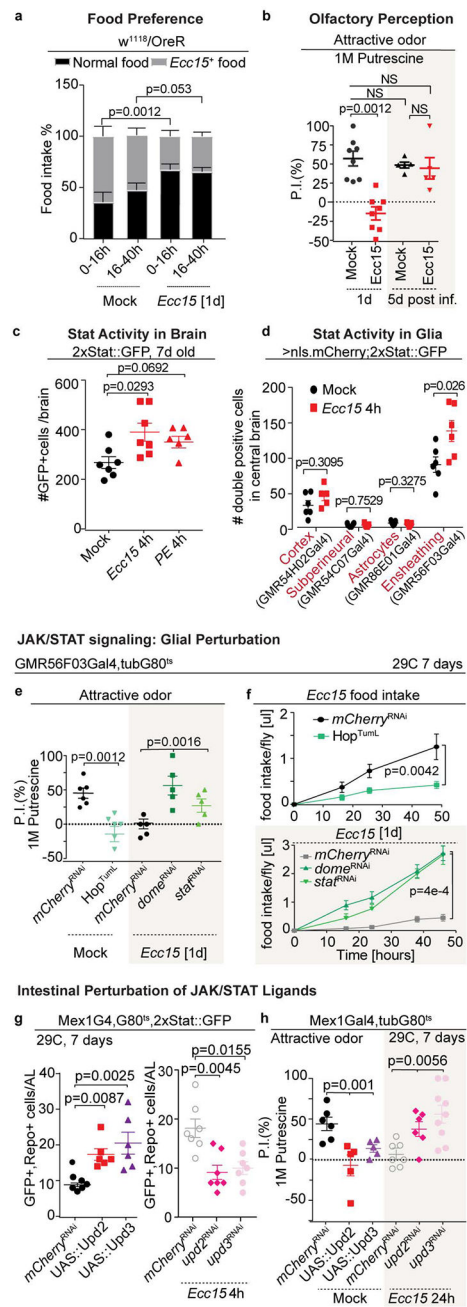 a Food Preference
w1118/OreR
Normal food Ecc15+ food
p=0.053
p=0.0012
Food intake %
150
100
50
0
0-16h
16-40h
0-16h
16-40h
Mock
Ecc15 [1d]
b Olfactory Perception
Attractive odor
1M Putrescine
NS
NS
p=0.0012 NS
P.I.(%)
100
75
50
25
0
-25
-50
Mock
Ecc15
Mock
Ecc15
1d
5d post inf.
c Stat Activity in Brain
2xStat::GFP, 7d old
p=0.0692
p=0.0293
#GFP+cells /brain
600
400
200
0
Mock
Ecc15 4h
PE 4h
d Stat Activity in Glia
>nls.mCherry;2xStat::GFP
Mock
Ecc15 4h
p=0.026
p=0.3095
p=0.7529
p=0.3275
# double positive cells
in central brain
200
150
100
50
0
Cortex
(GMR54H02Gal4)
Subperineural
(GMR54C07Gal4)
Astrocytes
(GMR86E01Gal4)
Ensheathing
(GMR56F03Gal4)
JAK/STAT signaling: Glial Perturbation
GMR56F03Gal4,tubG80ts 29C 7 days
e Attractive odor
p=0.0016
p=0.0012
P.I.(%)
1M Putrescine
100
75
50
25
0
-25
-50
mCherryRNAi
HopTumL
mCherryRNAi
domeRNAi
statRNAi
Mock
Ecc15 [1d]
f Ecc15 food intake
mCherryRNAi
HopTumL
p=0.0042
food intake/fly [ul]
2
1
0
0 10 20 30 40 50
Ecc15 [1d]
mCherryRNAi
domeRNAi
statRNAi
p=4e-4
food intake/fly [ul]
3
2
1
0
0 10 20 30 40 50
Time [hours]
Intestinal Perturbation of JAK/STAT Ligands
g Mex1G4,G80ts,2xStat::GFP
29C, 7 days
p=0.0025
p=0.0087
GFP+,Repo+ cells/AL
40
30
20
10
0
mCherryRNAi
UAS::Upd2
UAS::Upd3
p=0.0155
p=0.0045
GFP+, Repo+ cells/AL
40
30
20
10
0
mCherryRNAi
upd2RNAi
upd3RNAi
Ecc15 4h
h Mex1Gal4,tubG80ts
Attractive odor 29C, 7 days
p=0.0056
p=0.001
P.I.(%)
1M Putrescine
100
50
0
-50
mCherryRNAi
UAS::Upd2
UAS::Upd3
mCherryRNAi
upd2RNAi
upd3RNAi
Mock
Ecc15 24h